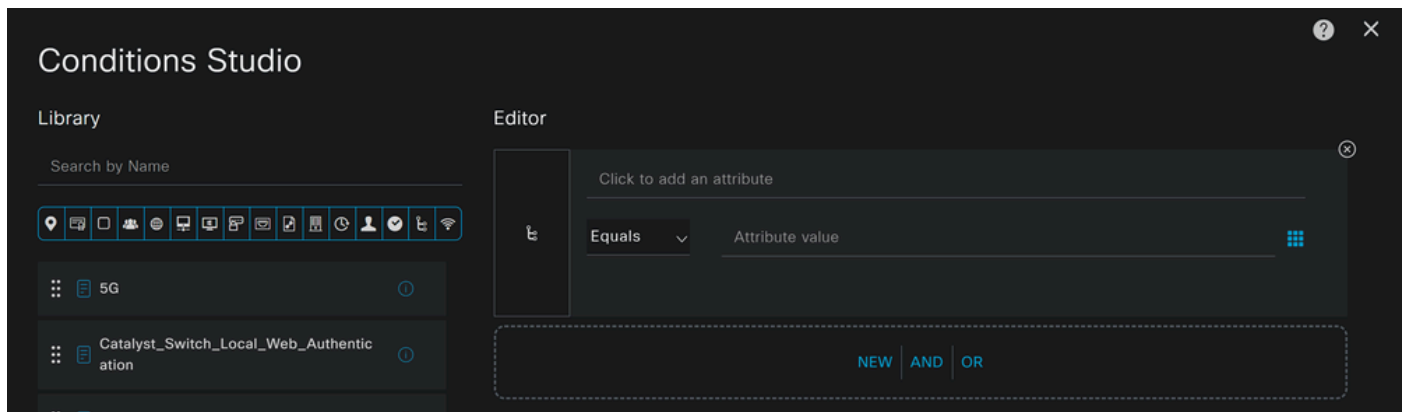 Conditions Studio
Library
Search by Name
5G
Catalyst_Switch_Local_Web_Authentic
ation
Editor
Click to add an attribute
Equals
Attribute value
NEW AND OR